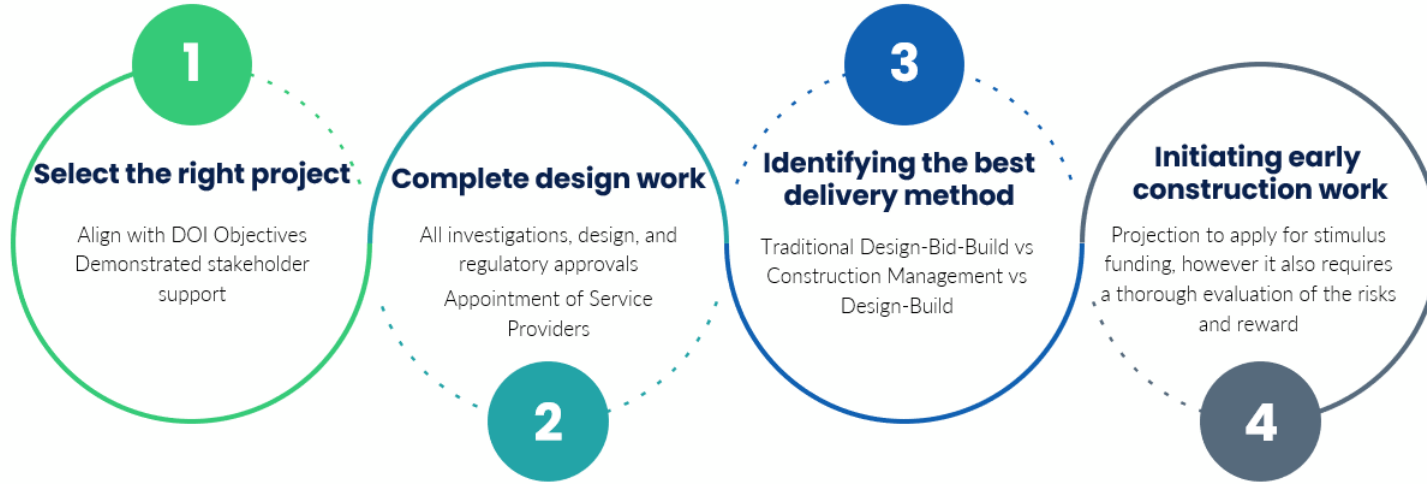 1
Select the right project
Align with DOI Objectives
Demonstrated stakeholder
support
Complete design work
All investigations, design, and
regulatory approvals
Appointment of Service
Providers
2
3
Identifying the best
delivery method
Traditional Design-Bid-Build vs
Construction Management vs
Design-Build
Initiating early
construction work
Projection to apply for stimulus
funding, however it also requires
a thorough evaluation of the risks
and reward
4